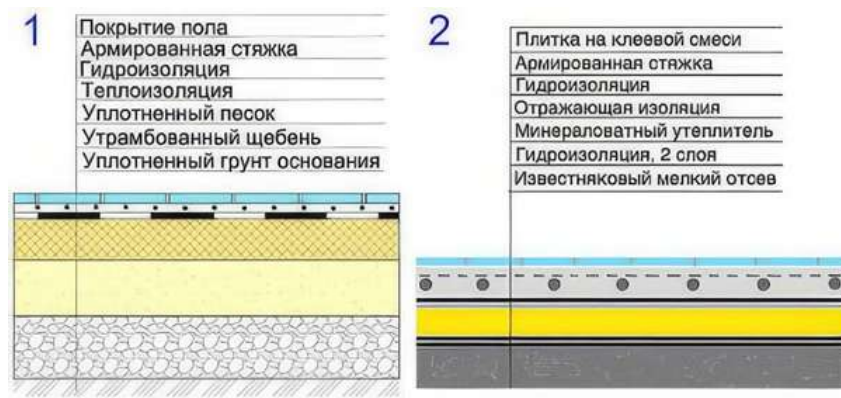 1
Покрытие пола
Армированная стяжка
Гидроизоляция
Теплоизоляция
Уплотненный песок
Утрамбованный щебень
Уплотненный грунт основания
2
Плитка на клеевой смеси
Армированная стяжка
Гидроизоляция
Отражающая изоляция
Минераловатный утеплитель
Гидроизоляция, 2 слоя
Известняковый мелкий отсев